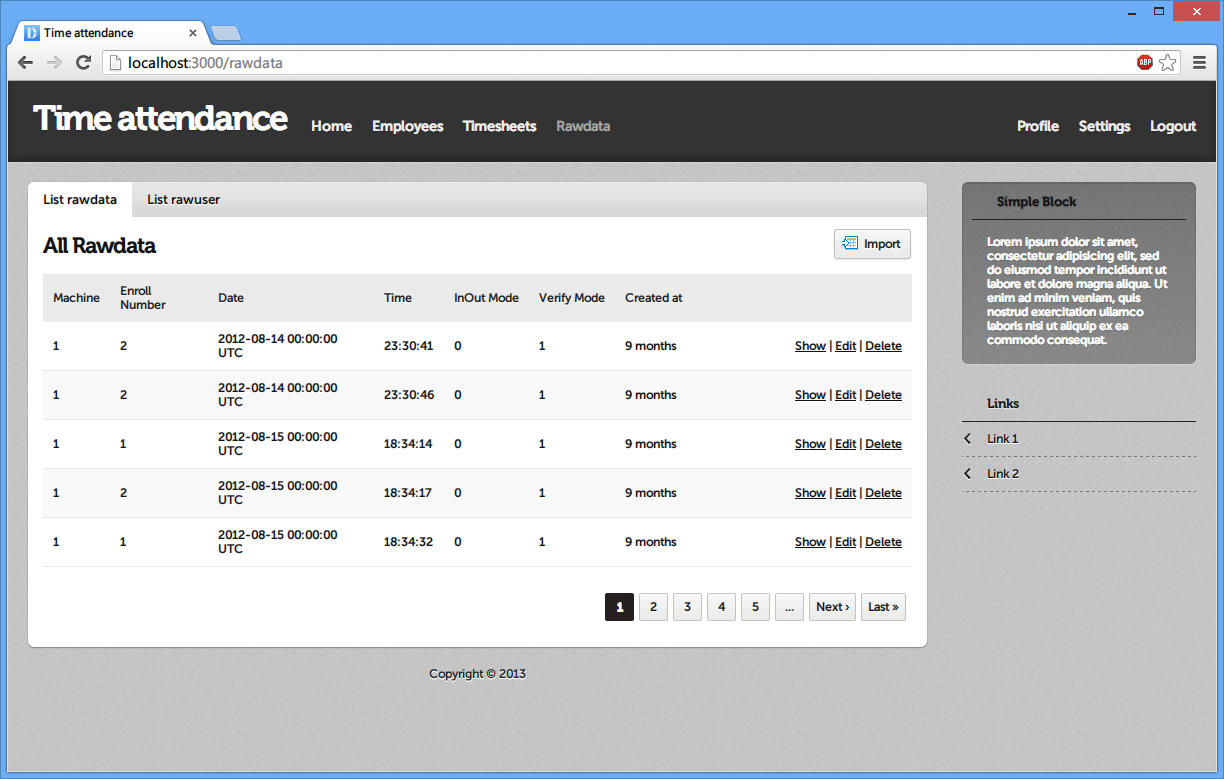 Time attendance
localhost:3000/rawdata
ABP
Time attendance
Home Employees Timesheets Rawdata
Profile Settings Logout
List rawdata List rawuser
All Rawdata
Import
Machine Enroll Number Date Time InOut Mode Verify Mode Created at
1 2 2012-08-14 00:00:00 UTC 23:30:41 0 1 9 months Show | Edit | Delete
1 2 2012-08-14 00:00:00 UTC 23:30:46 0 1 9 months Show | Edit | Delete
1 1 2012-08-15 00:00:00 UTC 18:34:14 0 1 9 months Show | Edit | Delete
1 2 2012-08-15 00:00:00 UTC 18:34:17 0 1 9 months Show | Edit | Delete
1 1 2012-08-15 00:00:00 UTC 18:34:32 0 1 9 months Show | Edit | Delete
1 2 3 4 5 ... Next › Last »
Copyright © 2013
Simple Block
Lorem ipsum dolor sit amet,
consectetur adipisicing elit, sed
do eiusmod tempor incididunt ut
labore et dolore magna aliqua. Ut
enim ad minim veniam, quis
nostrud exercitation ullamco
laboris nisi ut aliquip ex ea
commodo consequat.
Links
Link 1
Link 2